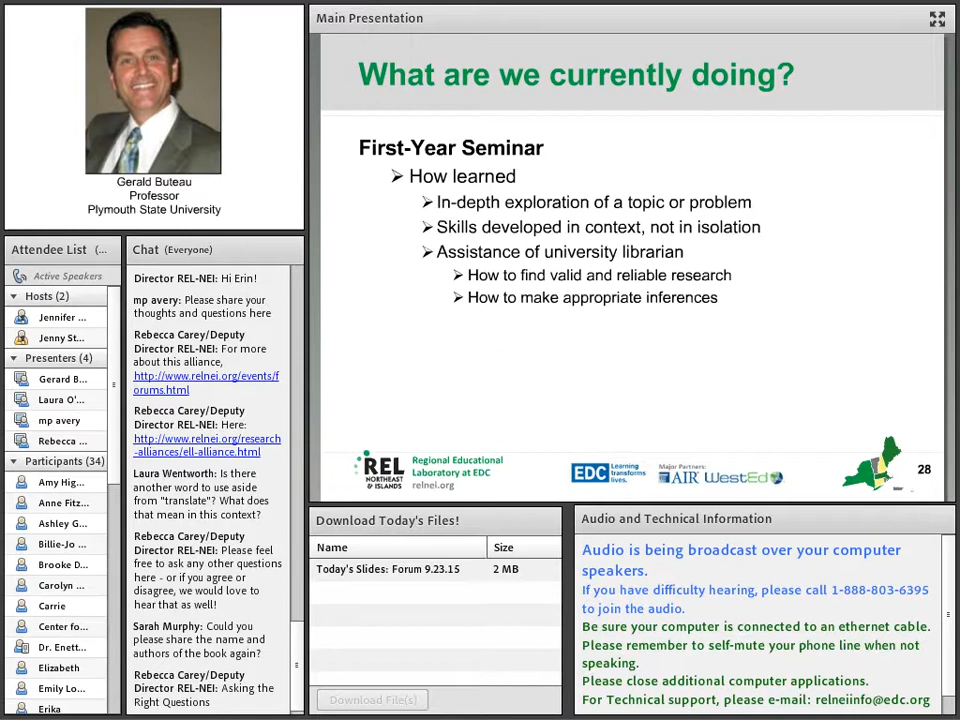 Gerald Buteau
Professor
Plymouth State University
Attendee List (...
Active Speakers
Hosts (2)
Jennifer ...
Jenny St...
Presenters (4)
Gerard B...
Laura O'...
mp avery
Rebecca ...
Participants (34)
Amy Hig...
Anne Fitz...
Ashley G...
Billie-Jo ...
Brooke D...
Carolyn ...
Carrie
Center fo...
Dr. Enett...
Elizabeth
Emily Lo...
Erika
Chat (Everyone)
Director REL-NEI: Hi Erin!
mp avery: Please share your
thoughts and questions here
Rebecca Carey/Deputy
Director REL-NEI: For more
about this alliance,
http://www.relnei.org/events/f
orums.html
Rebecca Carey/Deputy
Director REL-NEI: Here:
http://www.relnei.org/research
-alliances/ell-alliance.html
Laura Wentworth: Is there
another word to use aside
from "translate"? What does
that mean in this context?
Rebecca Carey/Deputy
Director REL-NEI: Please feel
free to ask any other questions
here - or if you agree or
disagree, we would love to
hear that as well!
Sarah Murphy: Could you
please share the name and
authors of the book again?
Rebecca Carey/Deputy
Director REL-NEI: Asking the
Right Questions
Main Presentation
What are we currently doing?
First-Year Seminar
How learned
In-depth exploration of a topic or problem
Skills developed in context, not in isolation
Assistance of university librarian
How to find valid and reliable research
How to make appropriate inferences
REL
NORTHEAST
& ISLANDS
Regional Educational
Laboratory at EDC
relnei.org
EDC Learning
transforms
lives.
Major Partners:
AIR WestEd
28
Download Today's Files!
Name Size
Today's Slides: Forum 9.23.15 2 MB
Download File(s)
Audio and Technical Information
Audio is being broadcast over your computer
speakers.
If you have difficulty hearing, please call 1-888-803-6395
to join the audio.
Be sure your computer is connected to an ethernet cable.
Please remember to self-mute your phone line when not
speaking.
Please close additional computer applications.
For Technical support, please e-mail: relneiinfo@edc.org